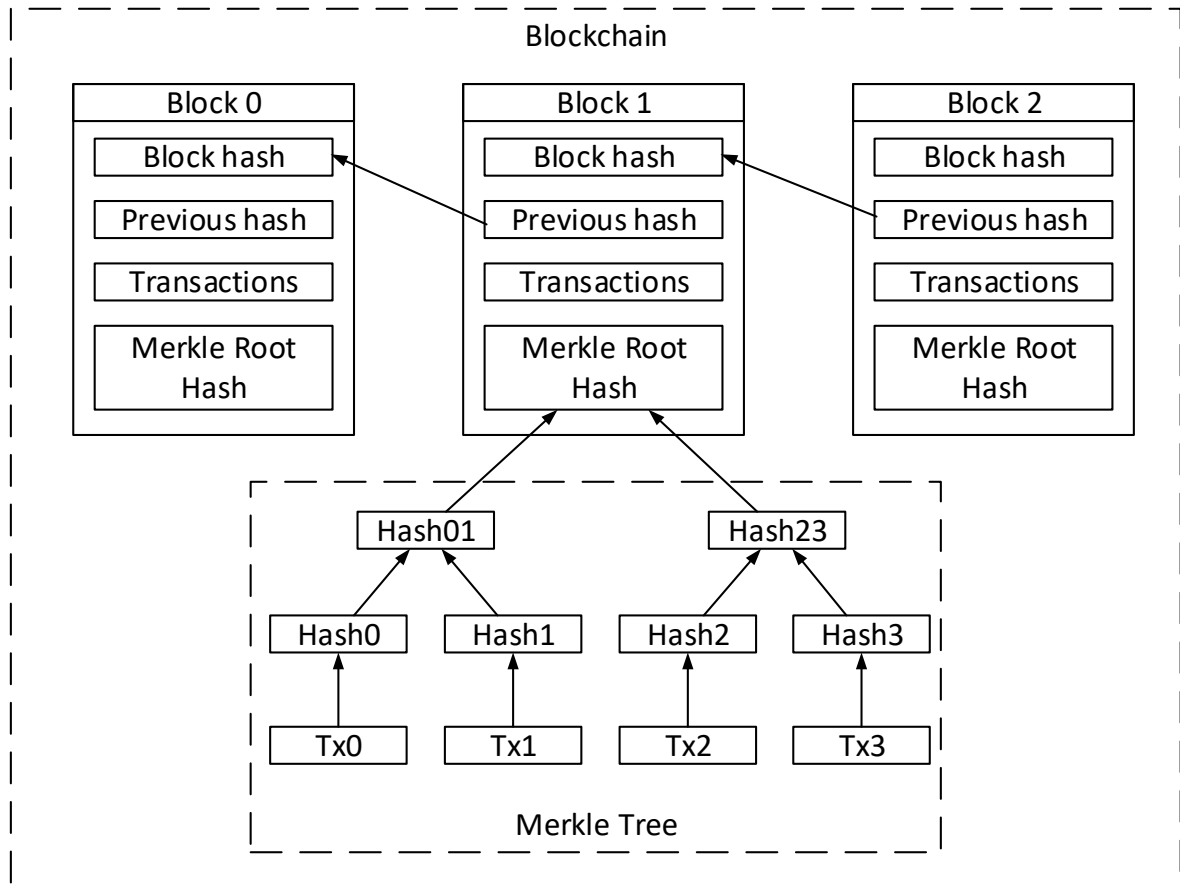 Blockchain
Block 0
Block hash
Previous hash
Transactions
Merkle Root
Hash
Block 1
Block hash
Previous hash
Transactions
Merkle Root
Hash
Block 2
Block hash
Previous hash
Transactions
Merkle Root
Hash
Hash01
Hash23
Hash0
Hash1
Hash2
Hash3
Tx0
Tx1
Tx2
Tx3
Merkle Tree